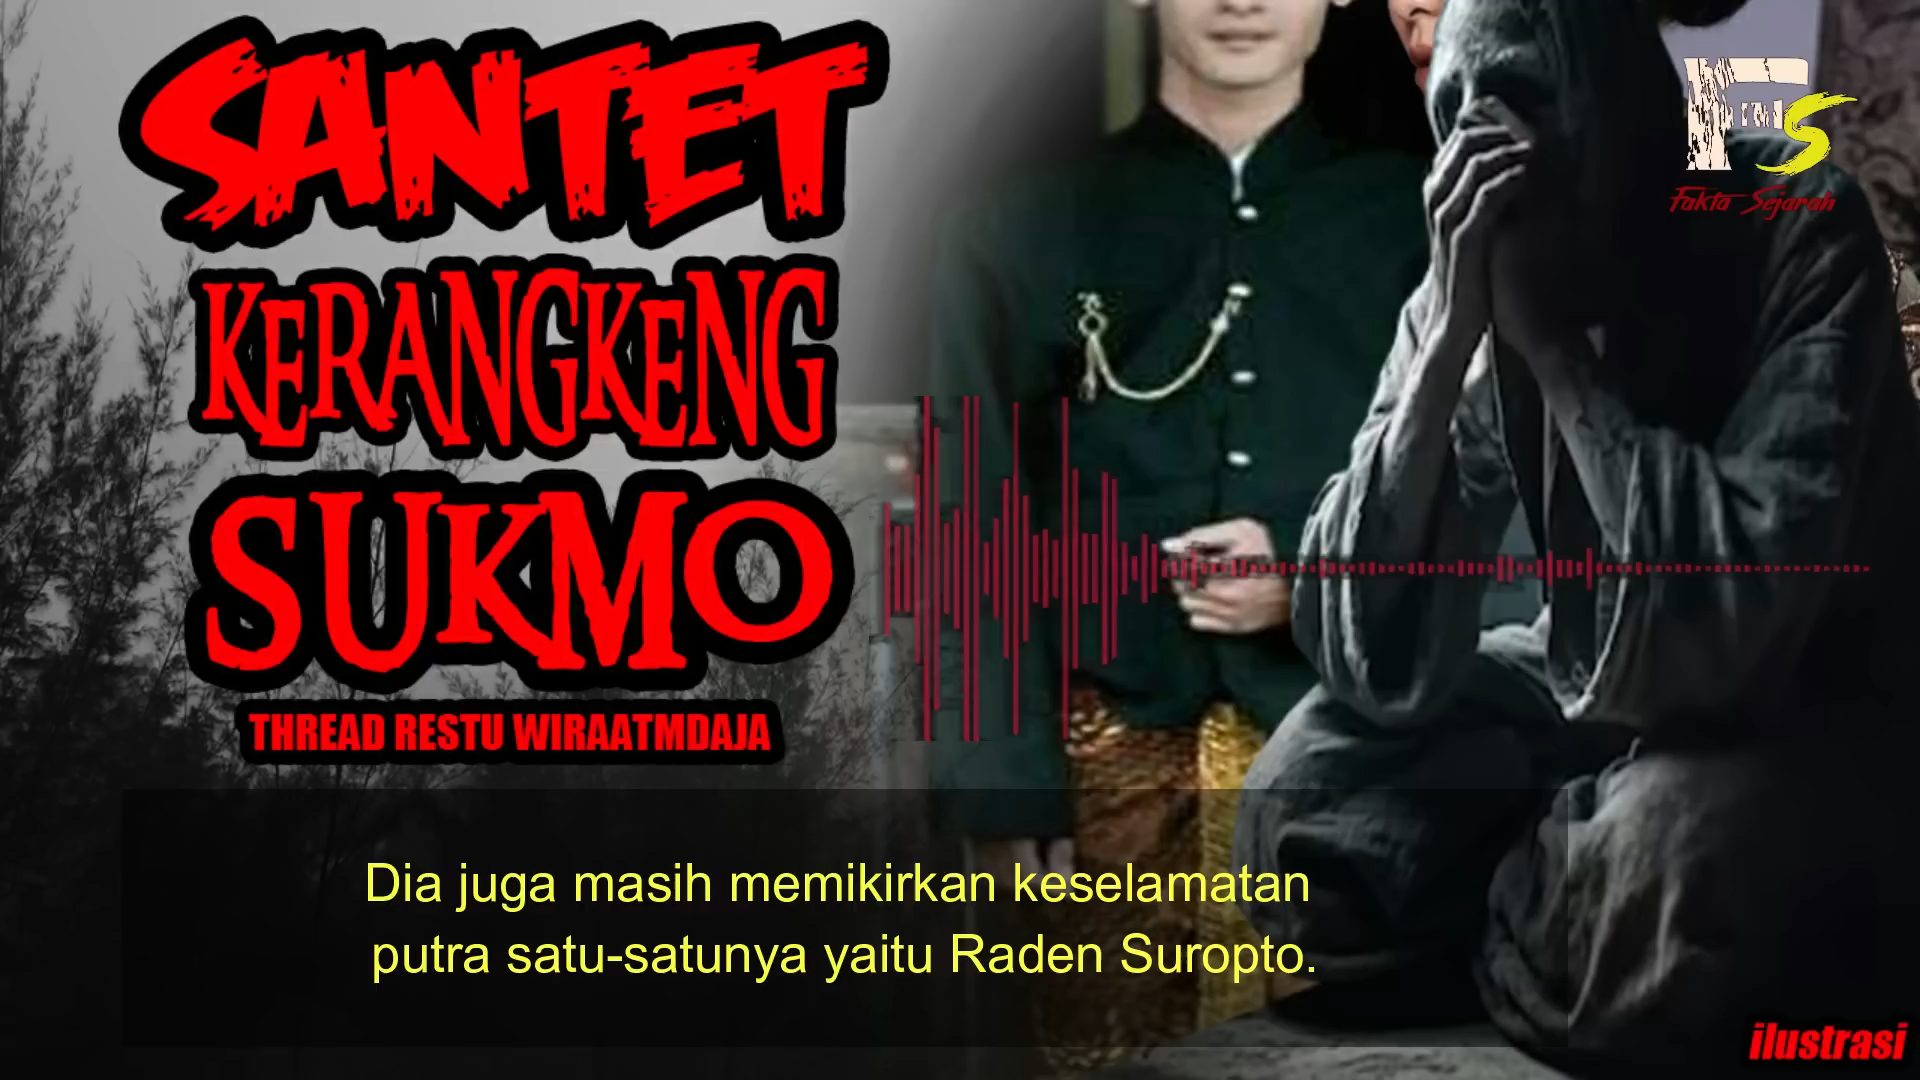 SANTET
KERANGKENG
SUKMO
THREAD RESTU WIRAATMDAJA
FS
Fakta Sejarah
Dia juga masih memikirkan keselamatan
putra satu-satunya yaitu Raden Suropto.
ilustrasi